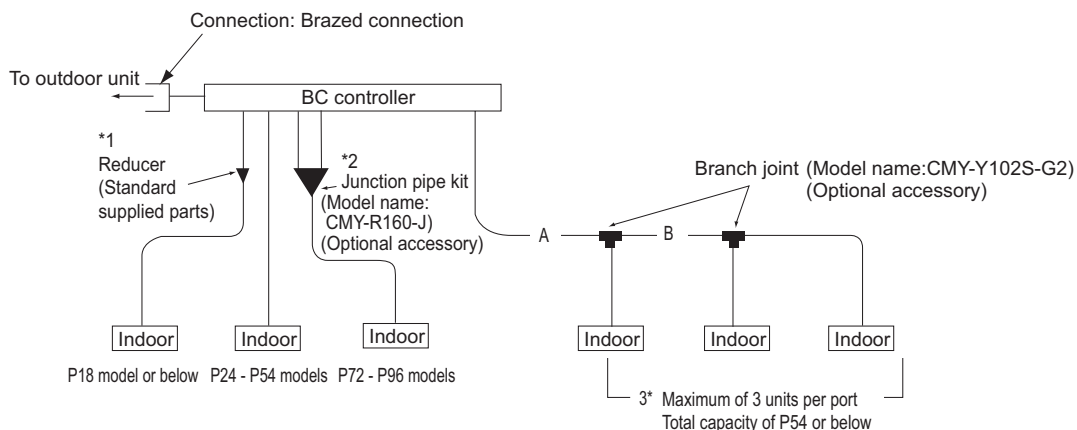 Connection: Brazed connection
To outdoor unit
BC controller
*1
Reducer
(Standard
supplied parts)
*2
Junction pipe kit
(Model name:
CMY-R160-J)
(Optional accessory)
Branch joint (Model name:CMY-Y102S-G2)
(Optional accessory)
A
B
Indoor
Indoor
Indoor
Indoor
Indoor
Indoor
P18 model or below
P24 - P54 models
P72 - P96 models
3* Maximum of 3 units per port
Total capacity of P54 or below